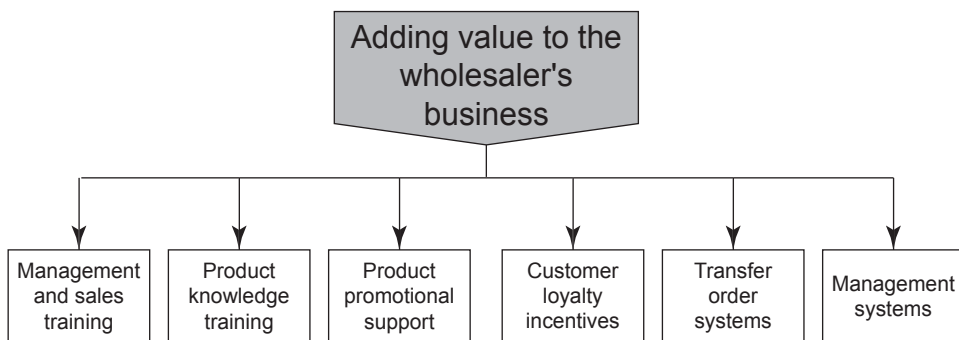 Adding value to the
wholesaler's
business
Management
and sales
training
Product
knowledge
training
Product
promotional
support
Customer
loyalty
incentives
Transfer
order
systems
Management
systems